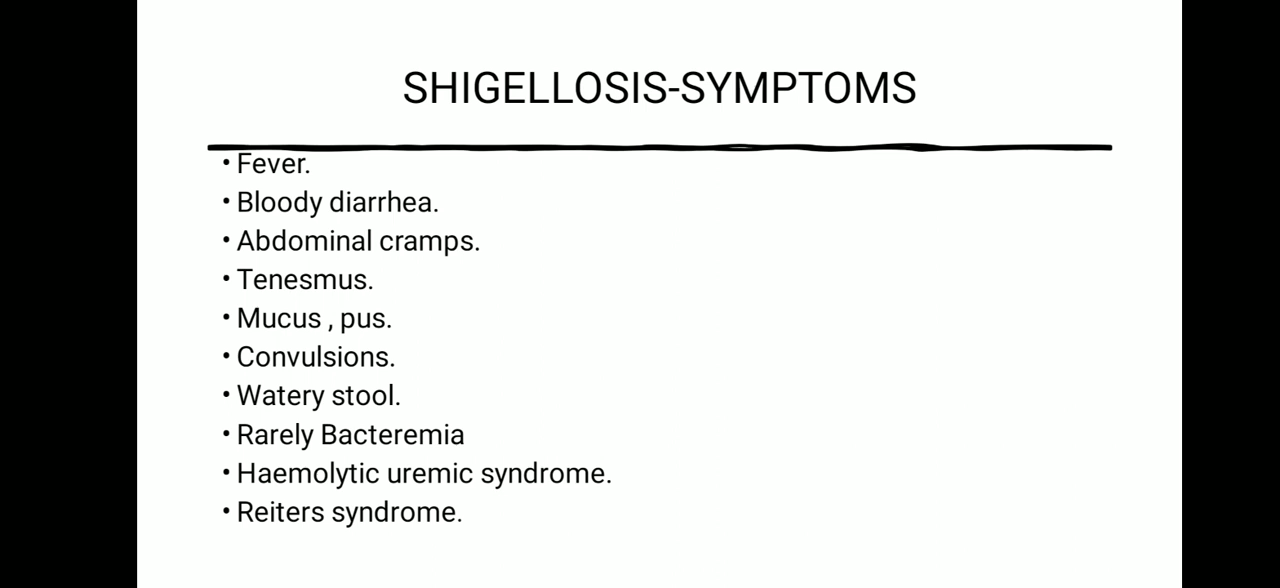 SHIGELLOSIS-SYMPTOMS
• Fever.
• Bloody diarrhea.
• Abdominal cramps.
• Tenesmus.
• Mucus , pus.
• Convulsions.
• Watery stool.
• Rarely Bacteremia
• Haemolytic uremic syndrome.
• Reiters syndrome.